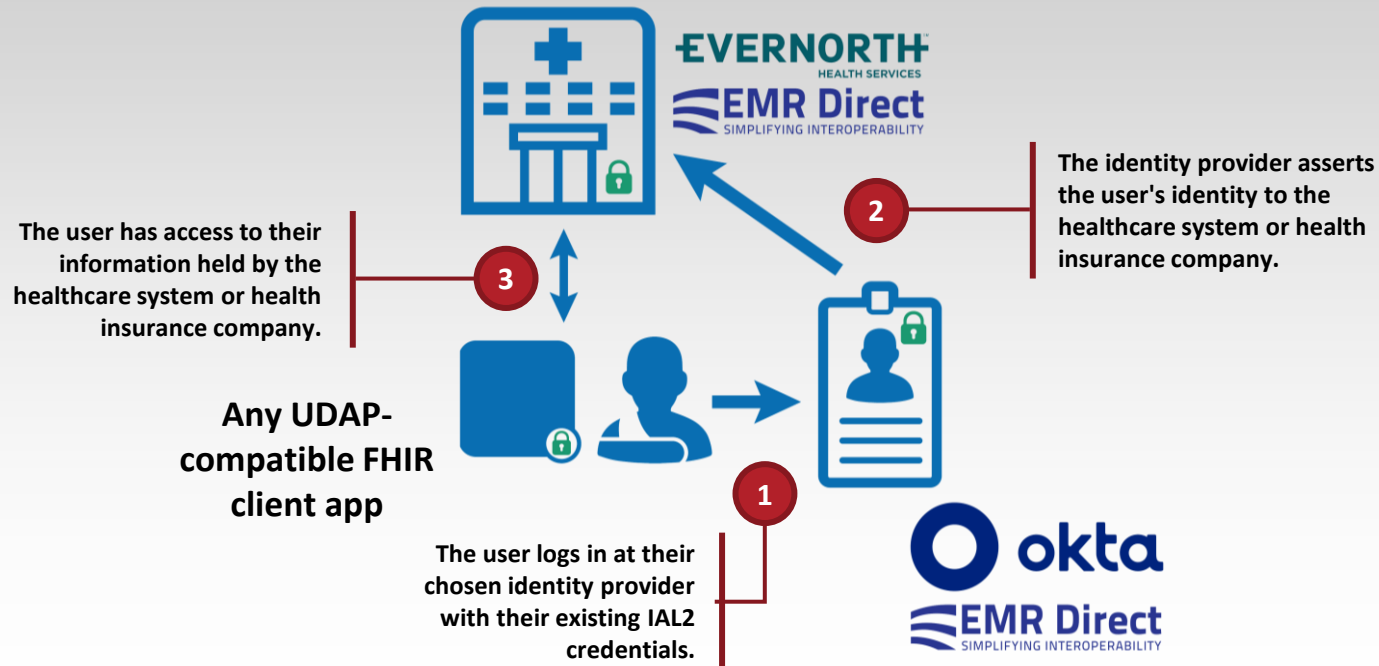 EVERNORTH
HEALTH SERVICES
EMR Direct
SIMPLIFYING INTEROPERABILITY
2
The identity provider asserts
the user's identity to the
healthcare system or health
insurance company.
The user has access to their
information held by the
healthcare system or health
insurance company.
3
Any UDAP-
compatible FHIR
client app
1
The user logs in at their
chosen identity provider
with their existing IAL2
credentials.
okta
EMR Direct
SIMPLIFYING INTEROPERABILITY